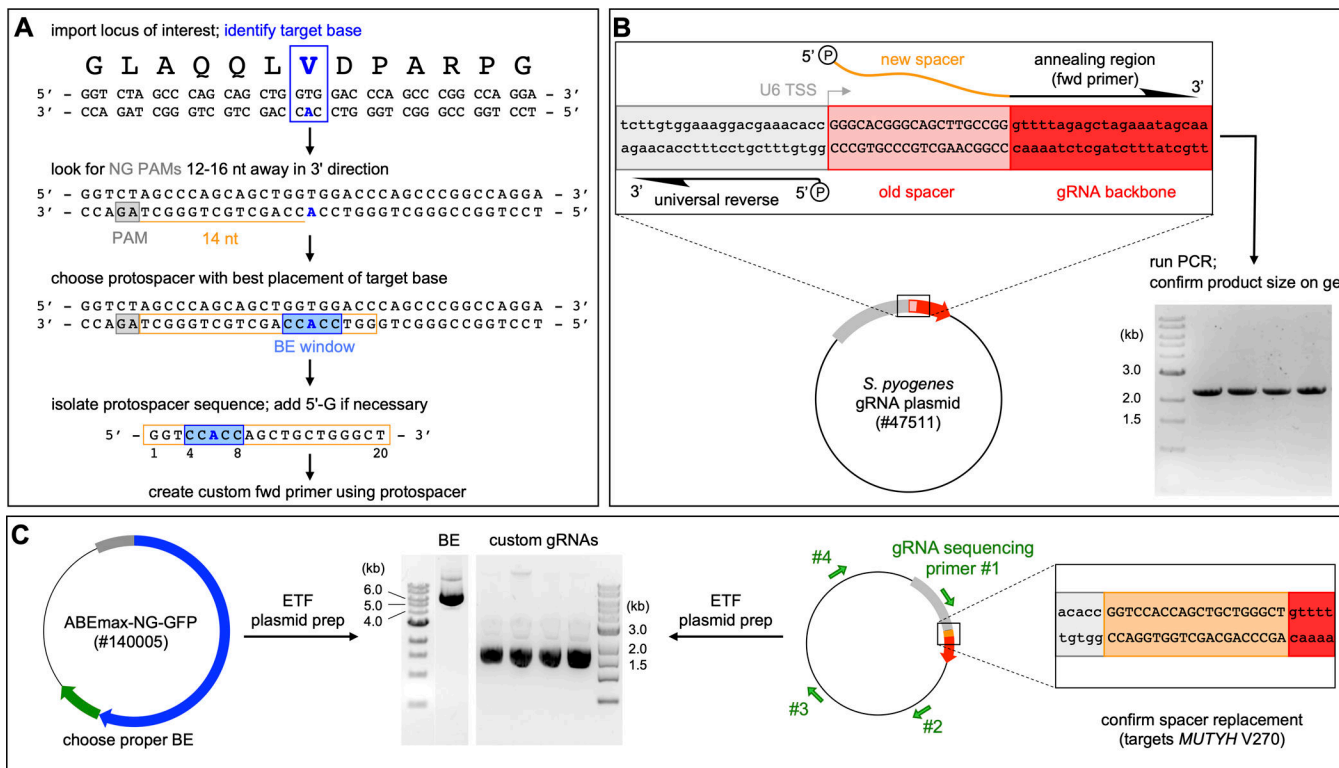 A
import locus of interest; identify target base
G L A Q Q L V D P A R P G
5’ - GGT CTA GCC CAG CAG CTG GTG GAC CCA GCC CGG CCA GGA - 3’
3’ - CCA GAT CGG GTC GTC GAC CAC CTG GGT CGG GCC GGT CCT - 5’
look for NG PAMs 12-16 nt away in 3’ direction
5’ - GGTCTAGCCCAGCAGCTGGTGGACCCAGCCCGGCCAGGA - 3’
3’ - CCAGATCGGGTCGTCGACCACCTGGGTCGGGCCGGTCCT - 5’
PAM
14 nt
choose protospacer with best placement of target base
5’ - GGTCTAGCCCAGCAGCTGGTGGACCCAGCCCGGCCAGGA - 3’
3’ - CCAGATCGGGTCGTCGACCACCTGGGTCGGGCCGGTCCT - 5’
BE window
isolate protospacer sequence; add 5’-G if necessary
5’ - GGTCCACCAGCTGCTGGGCT - 3’
1 4 8 20
create custom fwd primer using protospacer
B
5’ P
new spacer
annealing region
(fwd primer)
3’
U6 TSS
tcttgtggaaaggacgaaacacc GGGCACGGGCAGCTTGCCGG gttttagagctagaaatagcaa
agaacacctttcctgctttgtgg CCCGTGCCCGTCGAACGGCC caaaatctcgatctttatcgtt
3’
5’ P
universal reverse
old spacer
gRNA backbone
run PCR;
confirm product size on ge
(kb)
3.0
2.0
1.5
S. pyogenes
gRNA plasmid
(#47511)
C
ABEmax-NG-GFP
(#140005)
choose proper BE
ETF
plasmid prep
BE
custom gRNAs
(kb)
6.0
5.0
4.0
(kb)
3.0
2.0
1.5
ETF
plasmid prep
gRNA sequencing
primer #1
#4
#3
#2
acacc GGTCCACCAGCTGCTGGGCT gtttt
tgtgg CCAGGTGGTCGACGACCCGA caaaa
confirm spacer replacement
(targets MUTYH V270)